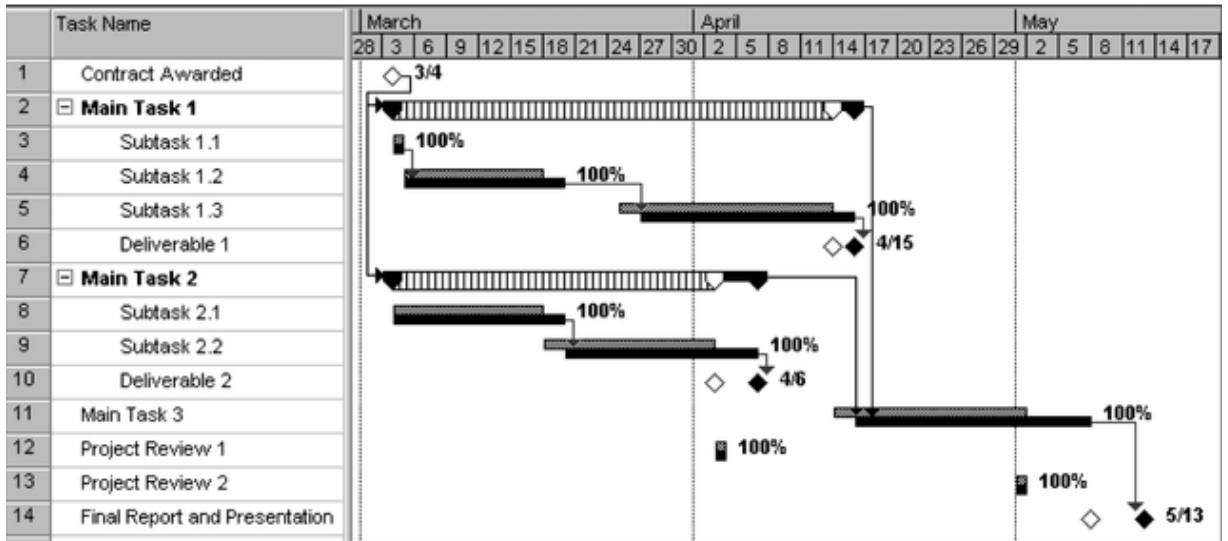 Task Name
March April May
28 3 6 9 12 15 18 21 24 27 30 2 5 8 11 14 17 20 23 26 29 2 5 8 11 14 17
1 Contract Awarded 3/4
2 Main Task 1
3 Subtask 1.1 100%
4 Subtask 1.2 100%
5 Subtask 1.3 100%
6 Deliverable 1 4/15
7 Main Task 2
8 Subtask 2.1 100%
9 Subtask 2.2 100%
10 Deliverable 2 4/6
11 Main Task 3 100%
12 Project Review 1 100%
13 Project Review 2 100%
14 Final Report and Presentation 5/13